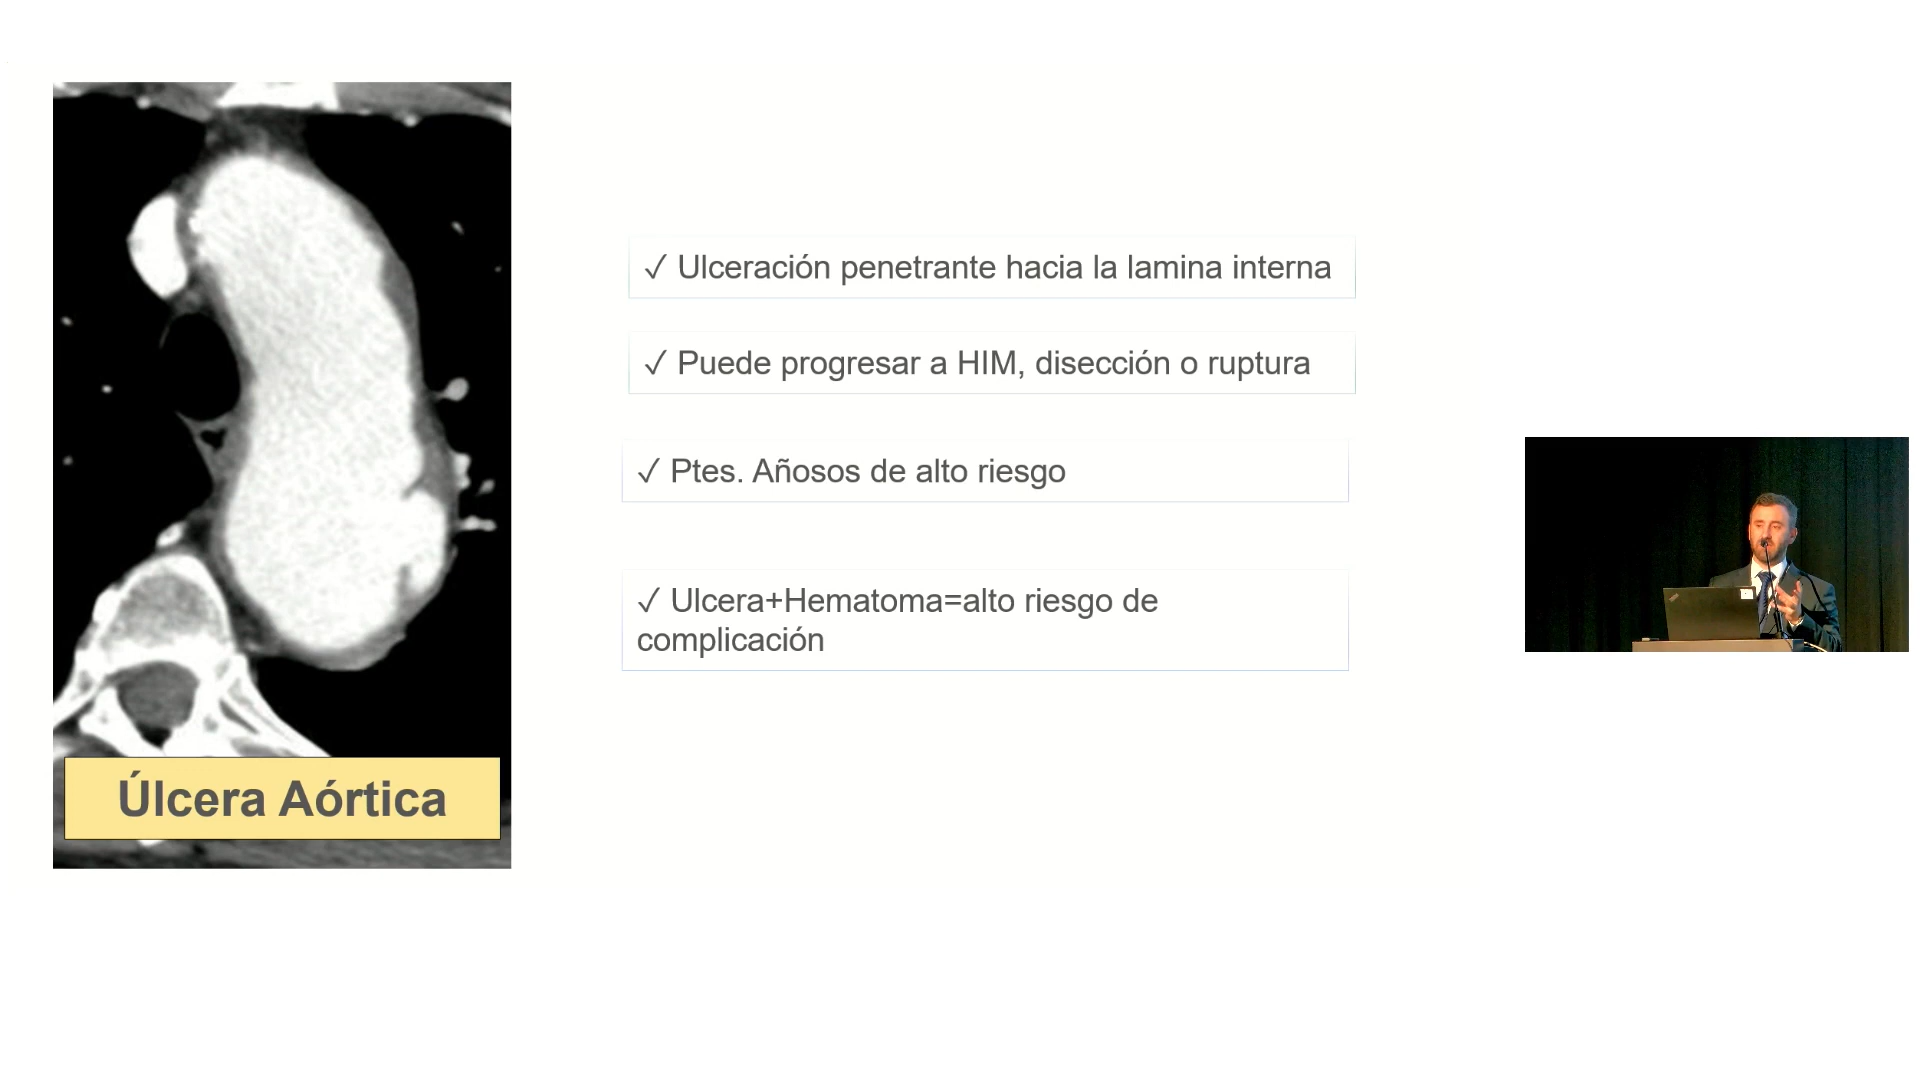 ✓ Ulceración penetrante hacia la lamina interna
✓ Puede progresar a HIM, disección o ruptura
✓ Ptes. Añosos de alto riesgo
✓ Ulcera+Hematoma=alto riesgo de
complicación
Úlcera Aórtica